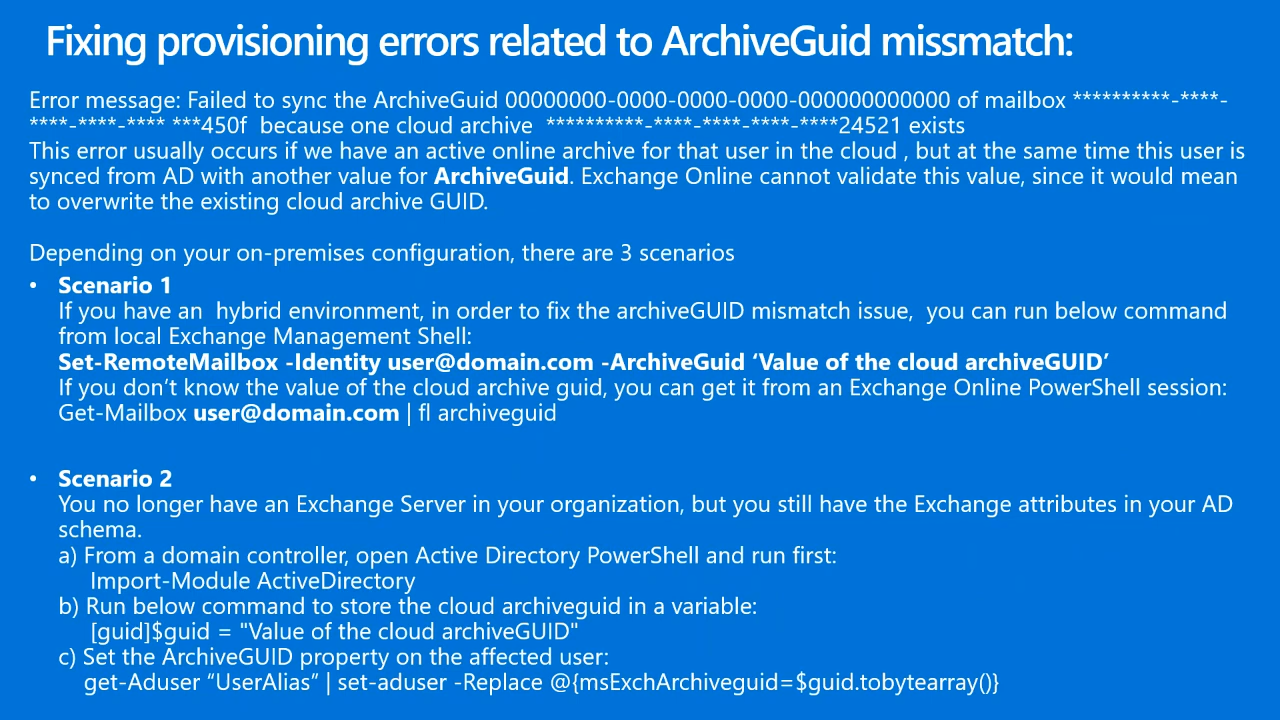 Fixing provisioning errors related to ArchiveGuid missmatch:
Error message: Failed to sync the ArchiveGuid 00000000-0000-0000-0000-000000000000 of mailbox **********-****-
****-****-**** ***450f  because one cloud archive  **********-****-****-****-****24521 exists
This error usually occurs if we have an active online archive for that user in the cloud , but at the same time this user is
synced from AD with another value for ArchiveGuid. Exchange Online cannot validate this value, since it would mean
to overwrite the existing cloud archive GUID.
Depending on your on-premises configuration, there are 3 scenarios
• Scenario 1
If you have an  hybrid environment, in order to fix the archiveGUID mismatch issue,  you can run below command
from local Exchange Management Shell:
Set-RemoteMailbox -Identity user@domain.com -ArchiveGuid ‘Value of the cloud archiveGUID’
If you don’t know the value of the cloud archive guid, you can get it from an Exchange Online PowerShell session:
Get-Mailbox user@domain.com | fl archiveguid
• Scenario 2
You no longer have an Exchange Server in your organization, but you still have the Exchange attributes in your AD
schema.
a) From a domain controller, open Active Directory PowerShell and run first:
Import-Module ActiveDirectory
b) Run below command to store the cloud archiveguid in a variable:
[guid]$guid = "Value of the cloud archiveGUID"
c) Set the ArchiveGUID property on the affected user:
get-Aduser “UserAlias” | set-aduser -Replace @{msExchArchiveguid=$guid.tobytearray()}